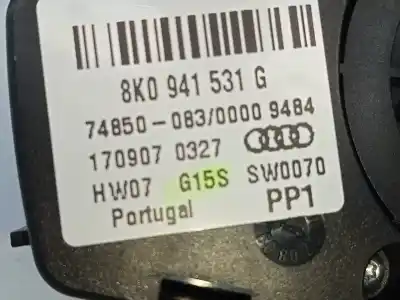 8K0 941 531 G
74850-083/0000 9484
170907 0327
HW07 G15S SW0070
Portugal PP1